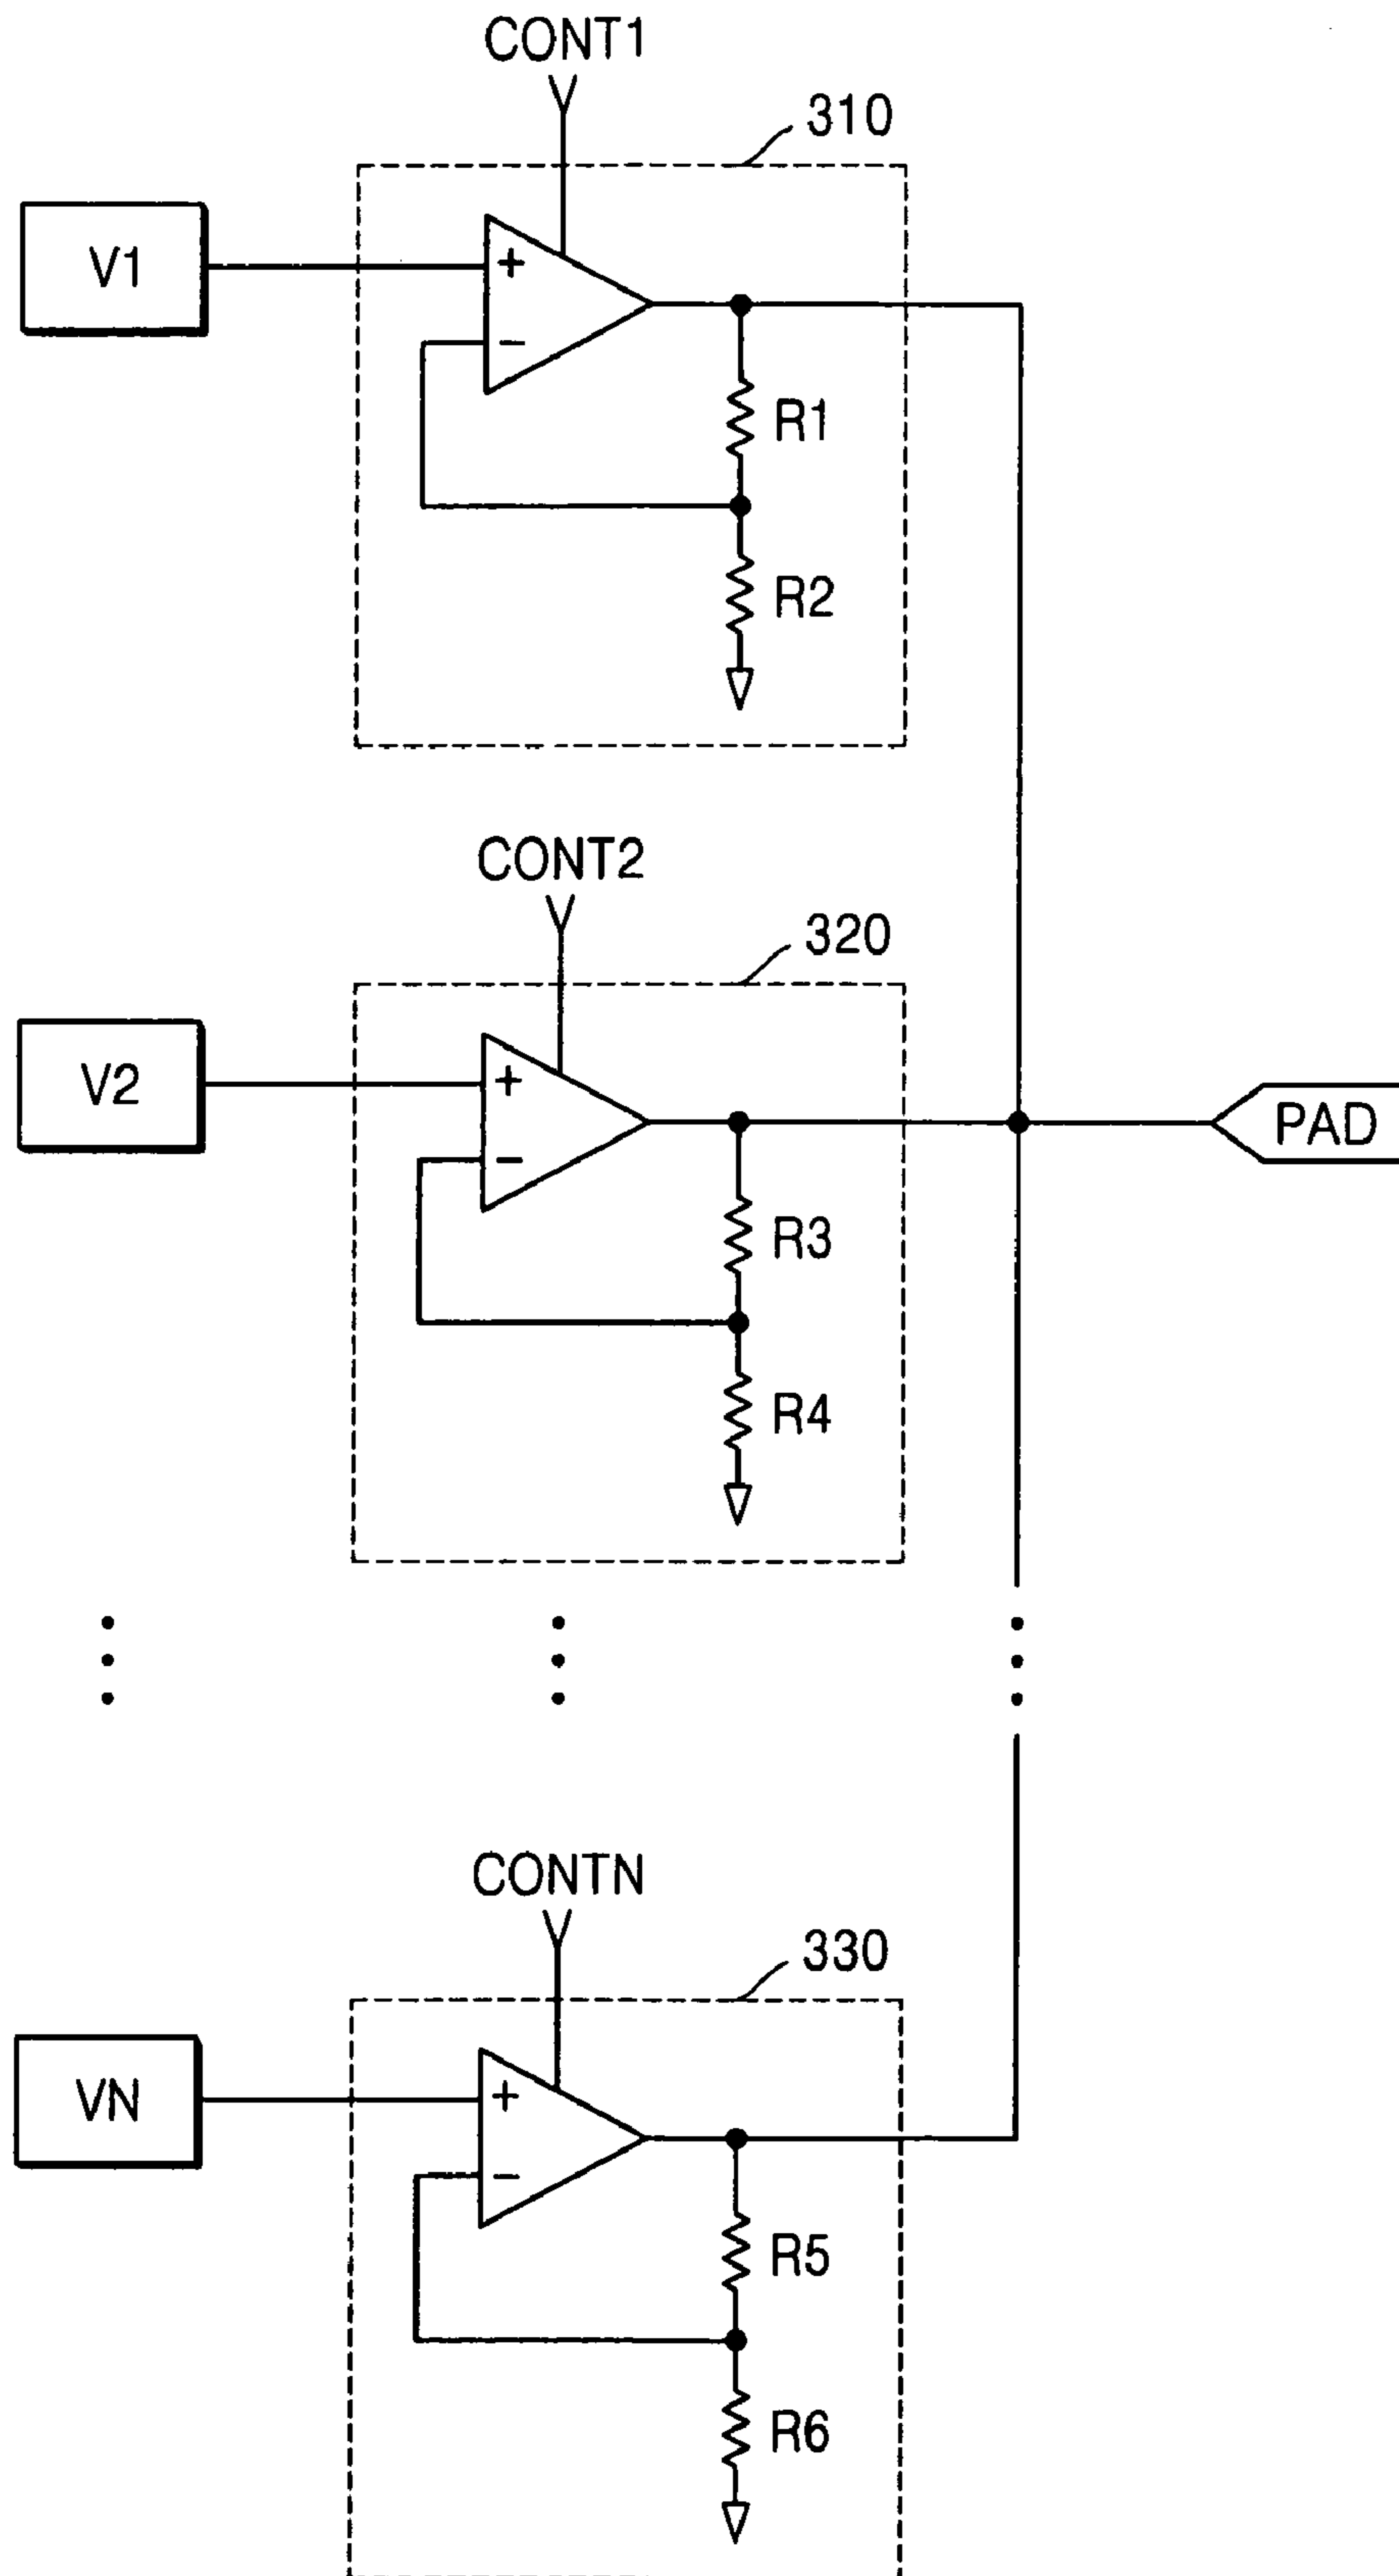 CONT1
310
V1
+
−
R1
R2
CONT2
320
V2
+
−
PAD
R3
R4
CONTN
330
VN
+
−
R5
R6